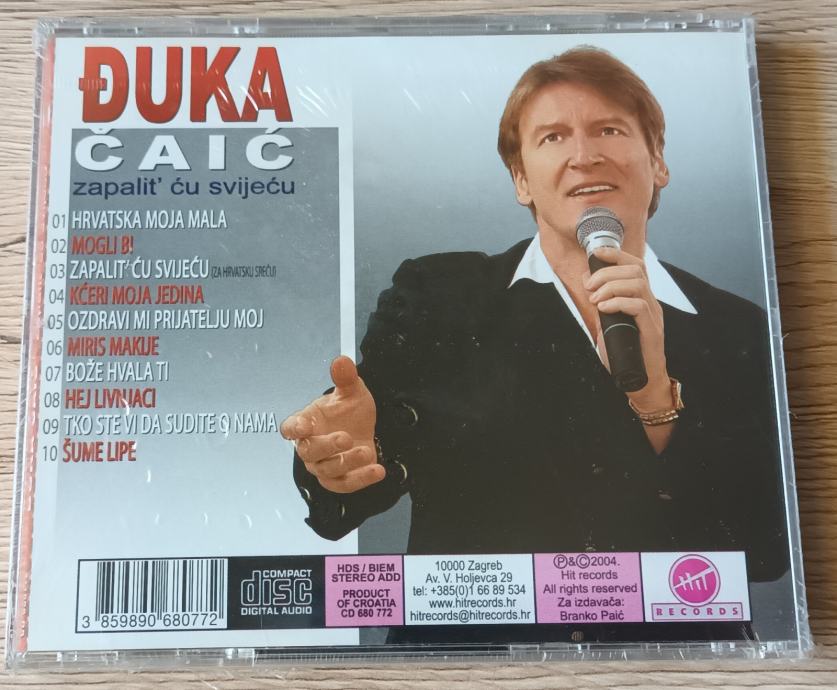 ĐUKA
ČAIĆ
zapalit' ću svijeću
01 HRVATSKA MOJA MALA
02 MOGLI BI
03 ZAPALIT' ĆU SVIJEĆU (ZA HRVATSKU SREĆU)
04 KĆERI MOJA JEDINA
05 OZDRAVI MI PRIJATELJU MOJ
06 MIRIS MAKIJE
07 BOŽE HVALA TI
08 HEJ LIVNJACI
09 TKO STE VI DA SUDITE O NAMA
10 ŠUME LIPE
3 859890 680772
COMPACT
disc
DIGITAL AUDIO
HDS / BIEM
STEREO ADD
PRODUCT
OF CROATIA
CD 680 772
10000 Zagreb
Av. V. Holjevca 29
tel: +385(0)1 66 89 534
www.hitrecords.hr
hitrecords@hitrecords.hr
Ⓟ&©2004.
Hit records
All rights reserved
Za izdavača:
Branko Paić
HIT
RECORDS